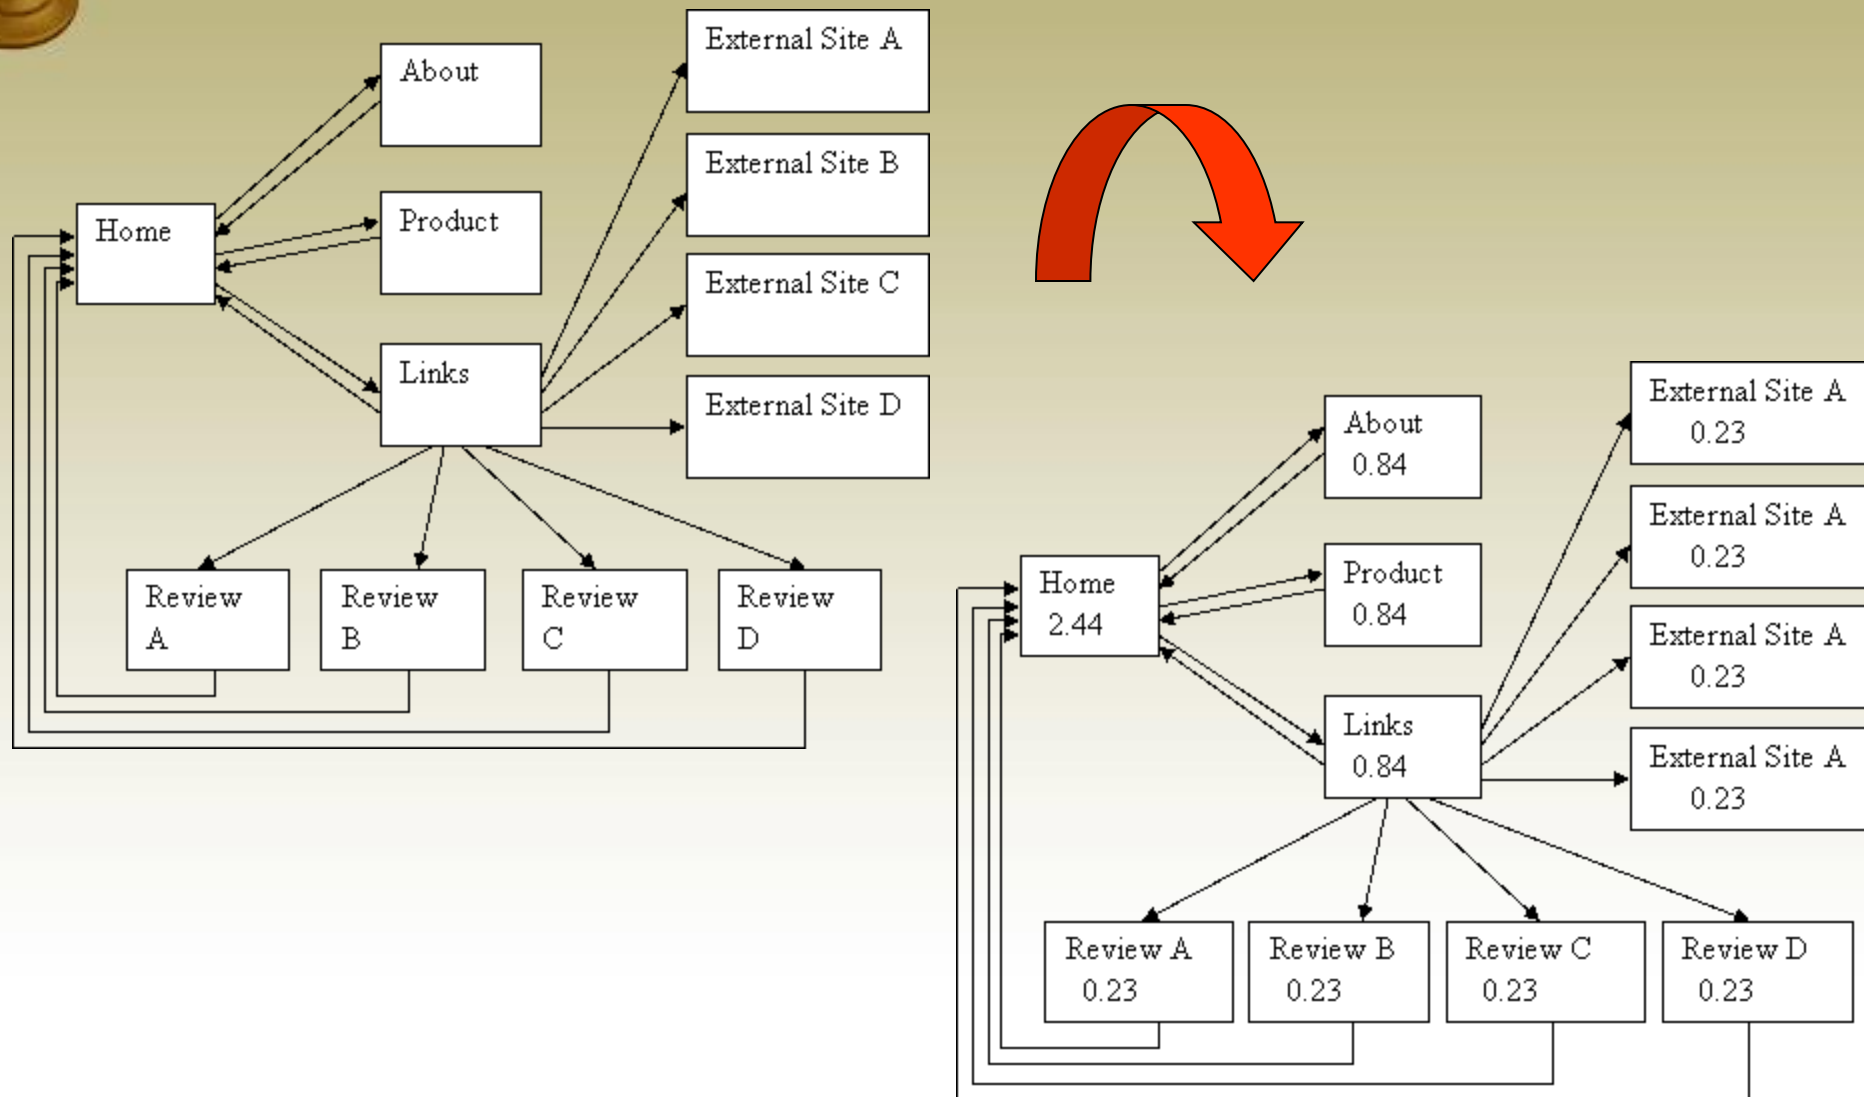 External Site A
About
External Site B
Home
Product
External Site C
Links
External Site D
Review
A
Review
B
Review
C
Review
D
External Site A
0.23
About
0.84
External Site A
0.23
Home
2.44
Product
0.84
External Site A
0.23
Links
0.84
External Site A
0.23
Review A
0.23
Review B
0.23
Review C
0.23
Review D
0.23